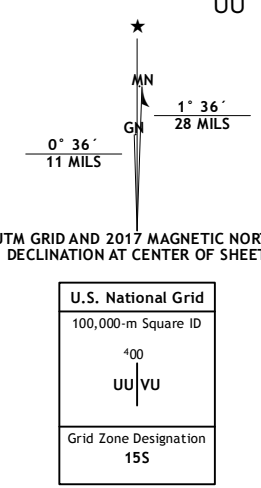 UU
★
MN
GN
1° 36´
28 MILS
0° 36´
11 MILS
UTM GRID AND 2017 MAGNETIC NORT
DECLINATION AT CENTER OF SHEET
U.S. National Grid
100,000-m Square ID
⁴00
UU VU
Grid Zone Designation
15S